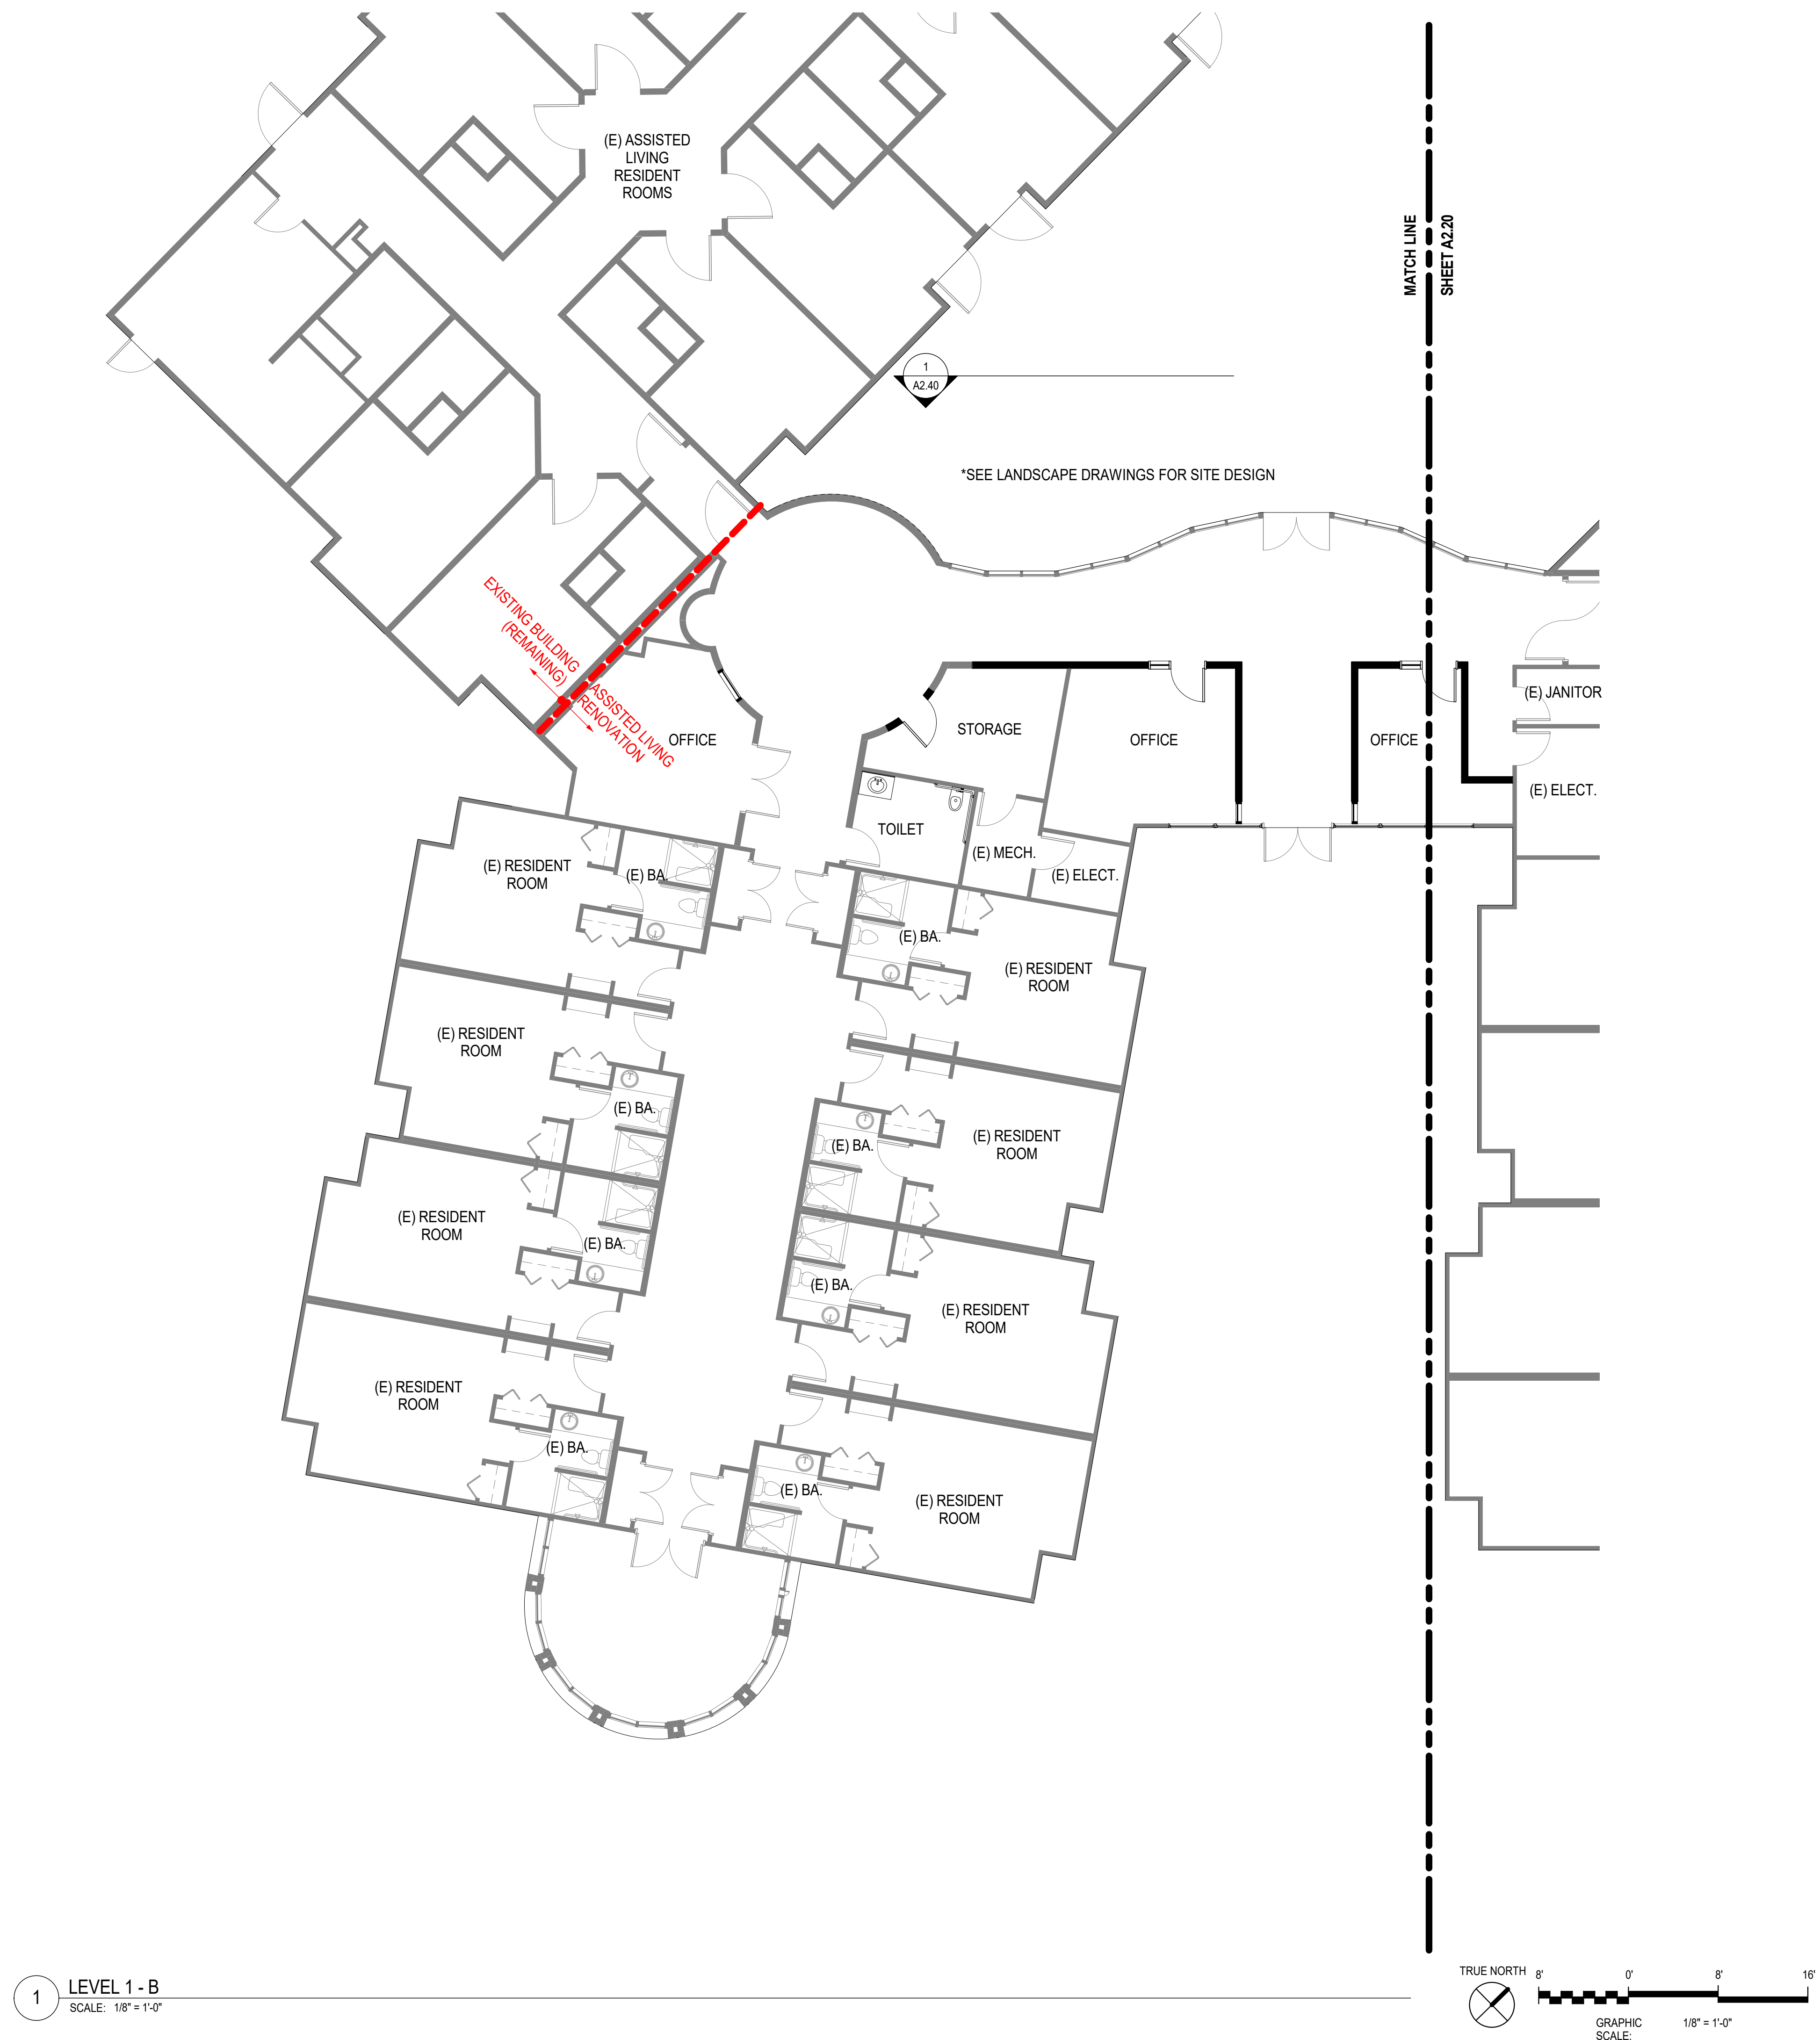 (E) ASSISTED
LIVING
RESIDENT
ROOMS
MATCH LINE
SHEET A2.20
1
A2.40
*SEE LANDSCAPE DRAWINGS FOR SITE DESIGN
EXISTING BUILDING
(REMAINING)
ASSISTED LIVING
RENOVATION
OFFICE
STORAGE
OFFICE
OFFICE
(E) JANITOR
(E) ELECT.
TOILET
(E) MECH.
(E) ELECT.
(E) RESIDENT
ROOM
(E) BA.
(E) BA.
(E) RESIDENT
ROOM
(E) RESIDENT
ROOM
(E) BA.
(E) BA.
(E) RESIDENT
ROOM
(E) RESIDENT
ROOM
(E) BA.
(E) BA.
(E) RESIDENT
ROOM
(E) RESIDENT
ROOM
(E) BA.
(E) BA.
(E) RESIDENT
ROOM
1
LEVEL 1 - B
SCALE: 1/8" = 1'-0"
TRUE NORTH
8'
0'
8'
16'
GRAPHIC
SCALE:
1/8" = 1'-0"